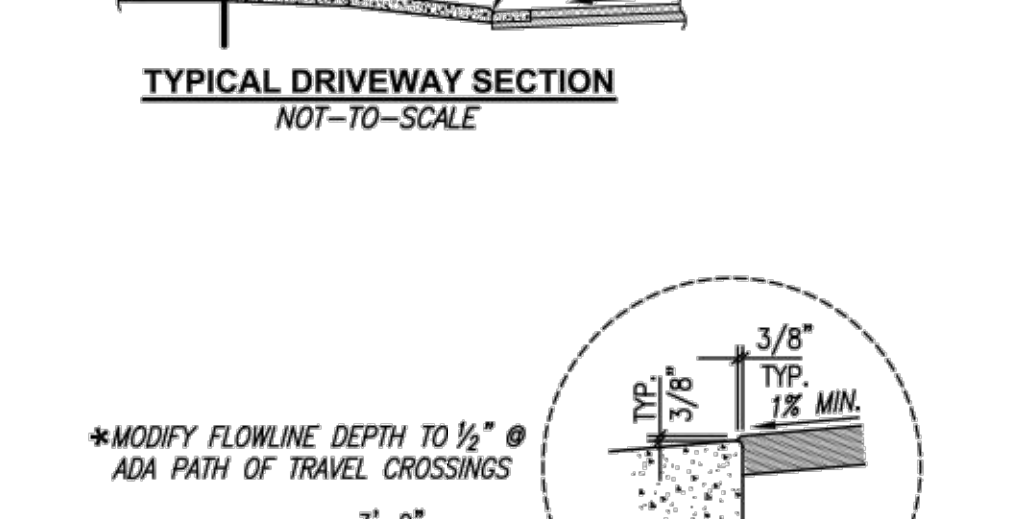 TYPICAL DRIVEWAY SECTION
NOT-TO-SCALE
3/8"
TYP.
1% MIN.
TYP.
3/8"
*MODIFY FLOWLINE DEPTH TO ½" @
ADA PATH OF TRAVEL CROSSINGS